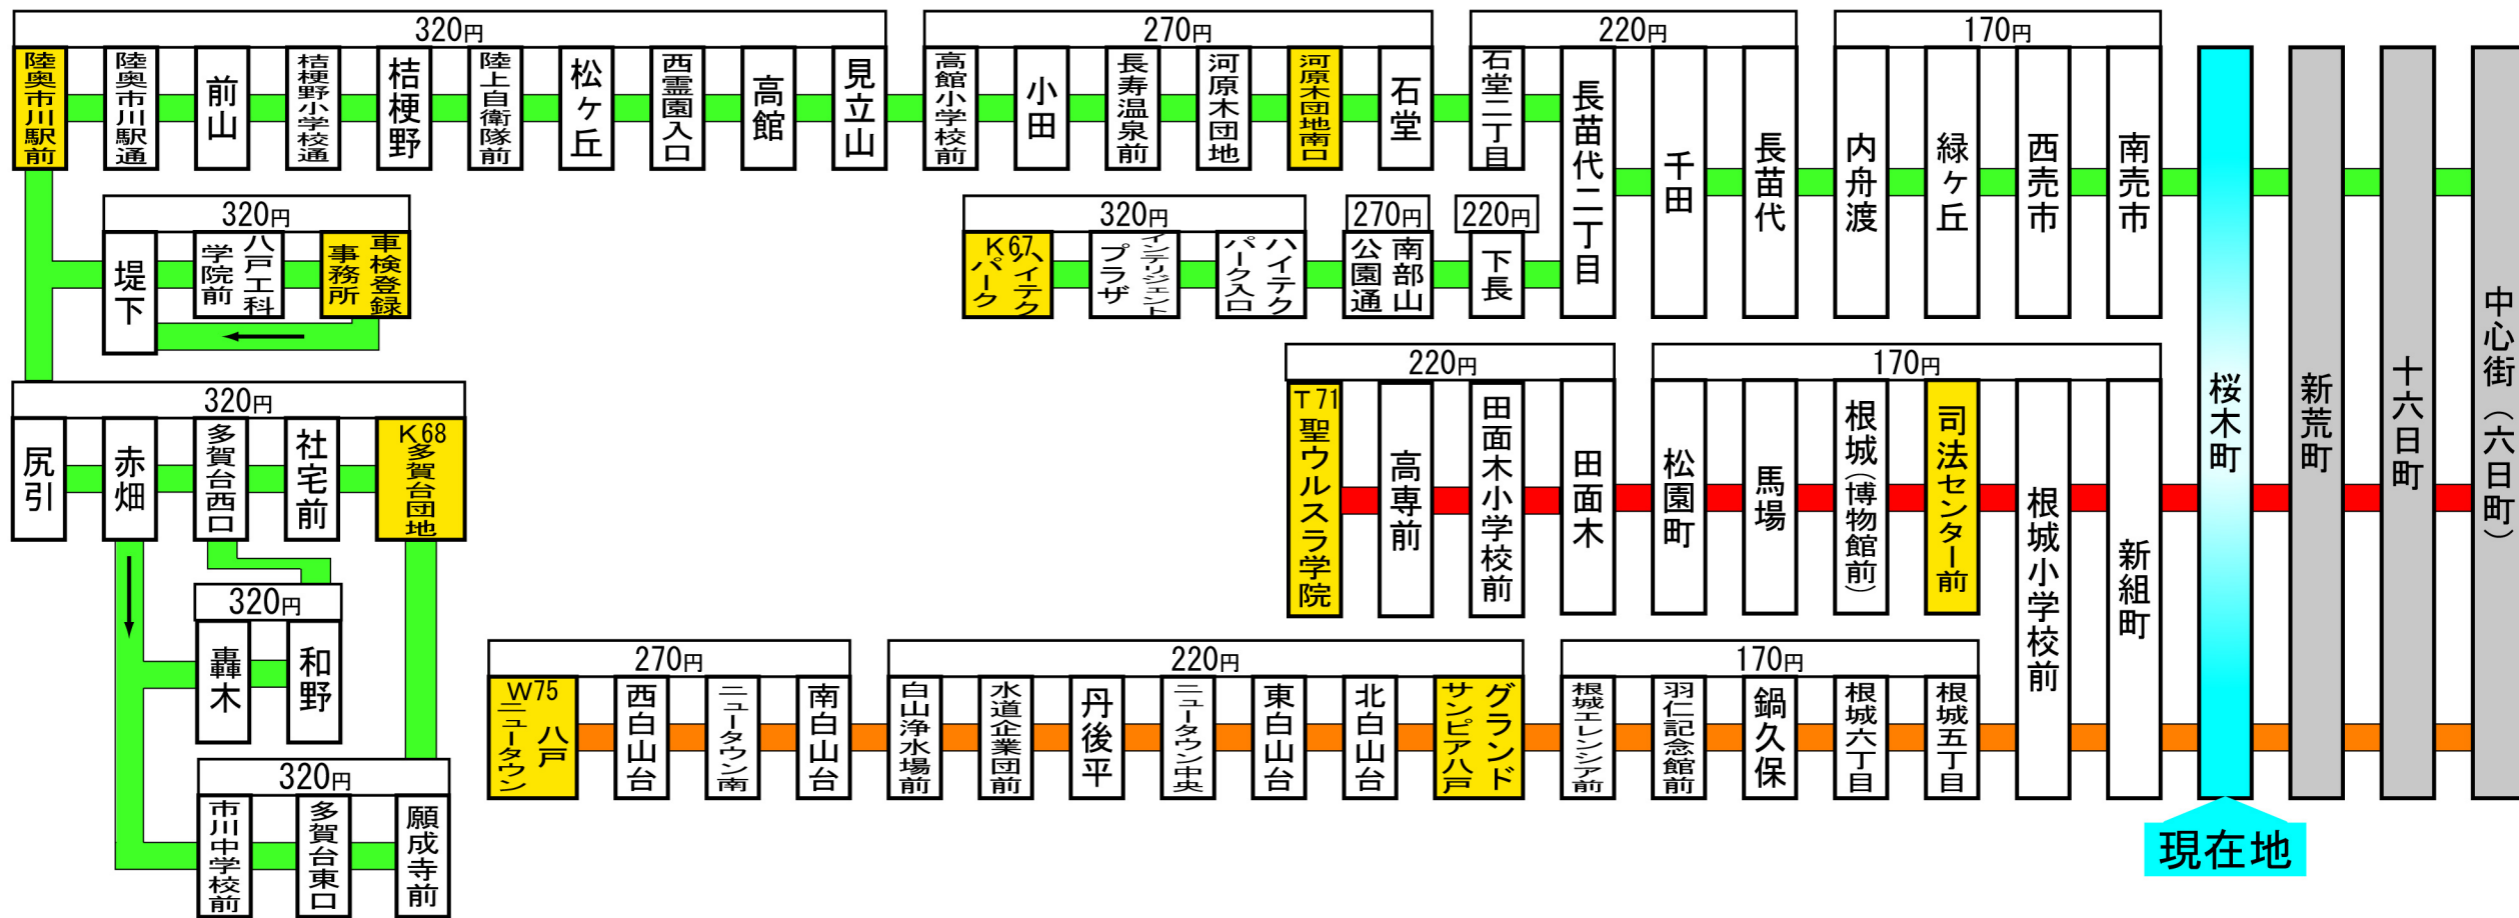 320円
270円
220円
170円
陸奥市川駅前
陸奥市川駅通
前山
桔梗野小学校通
桔梗野
陸上自衛隊前
松ヶ丘
西霊園入口
高館
見立山
高館小学校前
小田
長寿温泉前
河原木団地
河原木団地南口
石堂
石堂二丁目
長苗代二丁目
千田
長苗代
内舟渡
緑ヶ丘
西売市
南売市
桜木町
新荒町
十六日町
中心街（六日町）
320円
堤下
八戸工科
学院前
車検登録
事務所
320円
270円
220円
K67ハイテク
パーク
インテリジェント
プラザ
ハイテク
パーク入口
南部山
公園通
下長
220円
170円
T71聖ウルスラ学院
高専前
田面木小学校前
田面木
松園町
馬場
根城（博物館前）
司法センター前
根城小学校前
新組町
320円
尻引
赤畑
多賀台西口
社宅前
K68多賀台団地
320円
轟木
和野
320円
市川中学校前
多賀台東口
願成寺前
270円
220円
170円
W75八戸
ニュータウン
西白山台
ニュータウン南
南白山台
白山浄水場前
水道企業団前
丹後平
ニュータウン中央
東白山台
北白山台
グランド
サンピア八戸
根城エレンシア前
羽仁記念館前
鍋久保
根城六丁目
根城五丁目
現在地